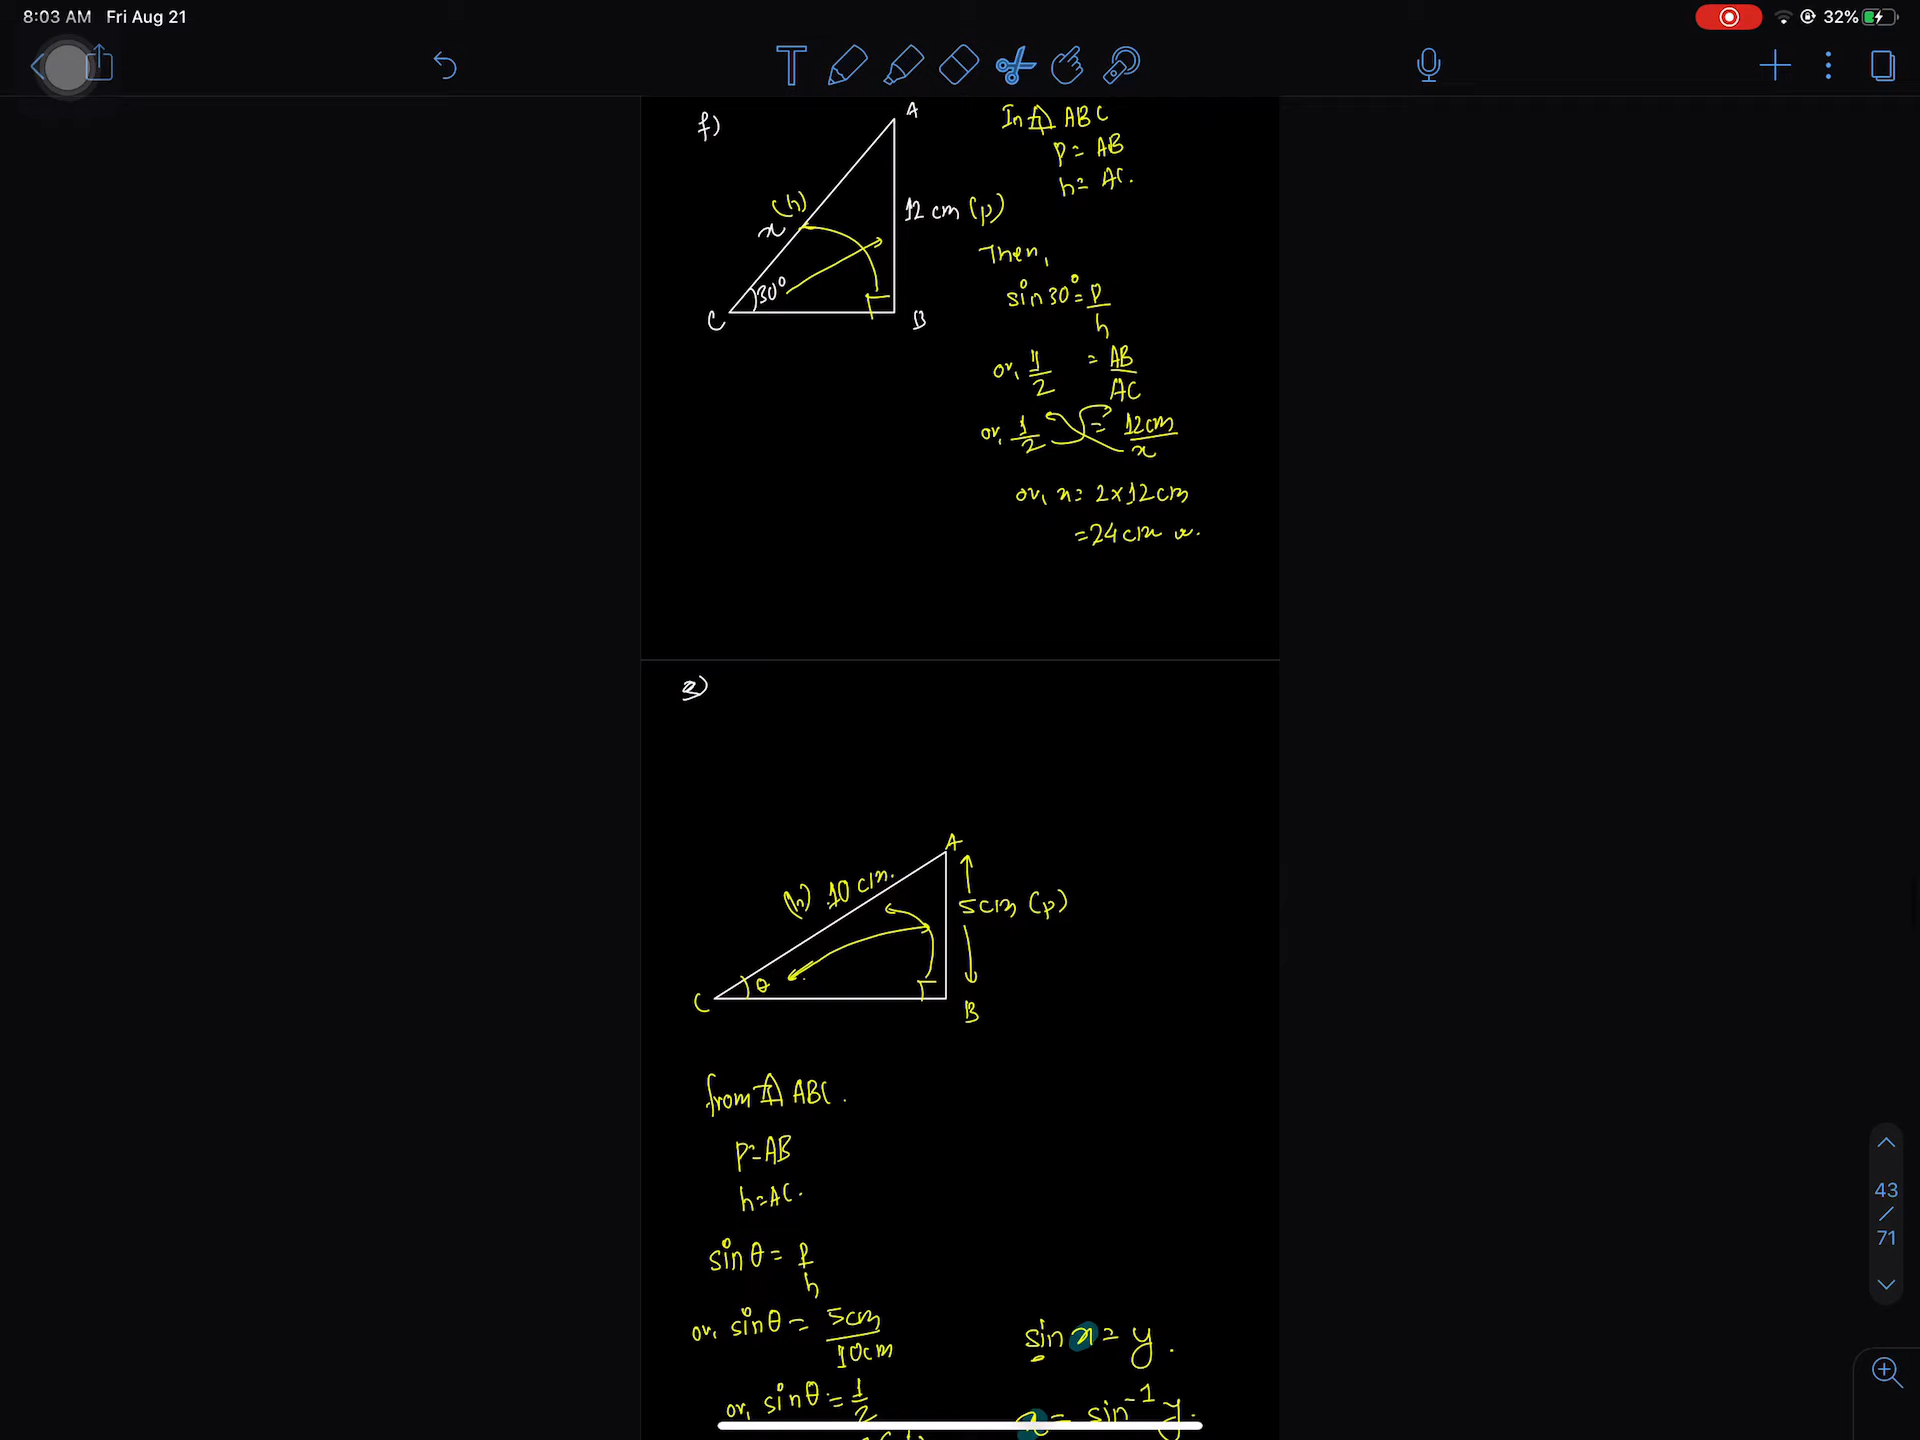 8:03 AM Fri Aug 21
32%
f)
A
(h)
x
12 cm (p)
30°
C
B
In ABC
p = AB
h = AC.
Then,
sin 30° = p/h
or, 1/2 = AB/AC
or, 1/2 = 12cm/x
or, x = 2×12cm
= 24cm
2)
A
(h) 10 cm.
5cm (p)
θ
C
B
from ABC.
p = AB
h = AC.
sin θ = p/h
or, sin θ = 5cm/10cm
or, sin θ = 1/2
sin x = y.
x = sin⁻¹ y.
43
/
71